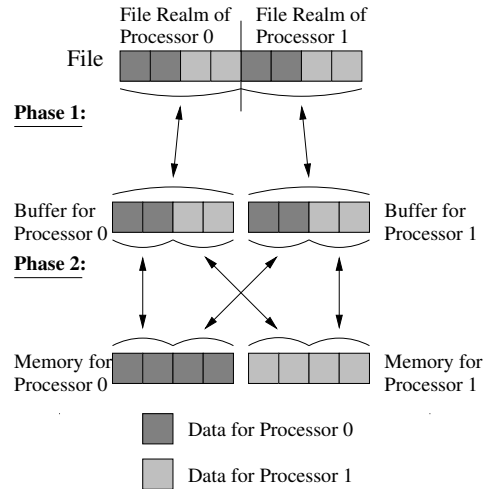 File Realm of
Processor 0
File Realm of
Processor 1
File
Phase 1:
Buffer for
Processor 0
Buffer for
Processor 1
Phase 2:
Memory for
Processor 0
Memory for
Processor 1
Data for Processor 0
Data for Processor 1